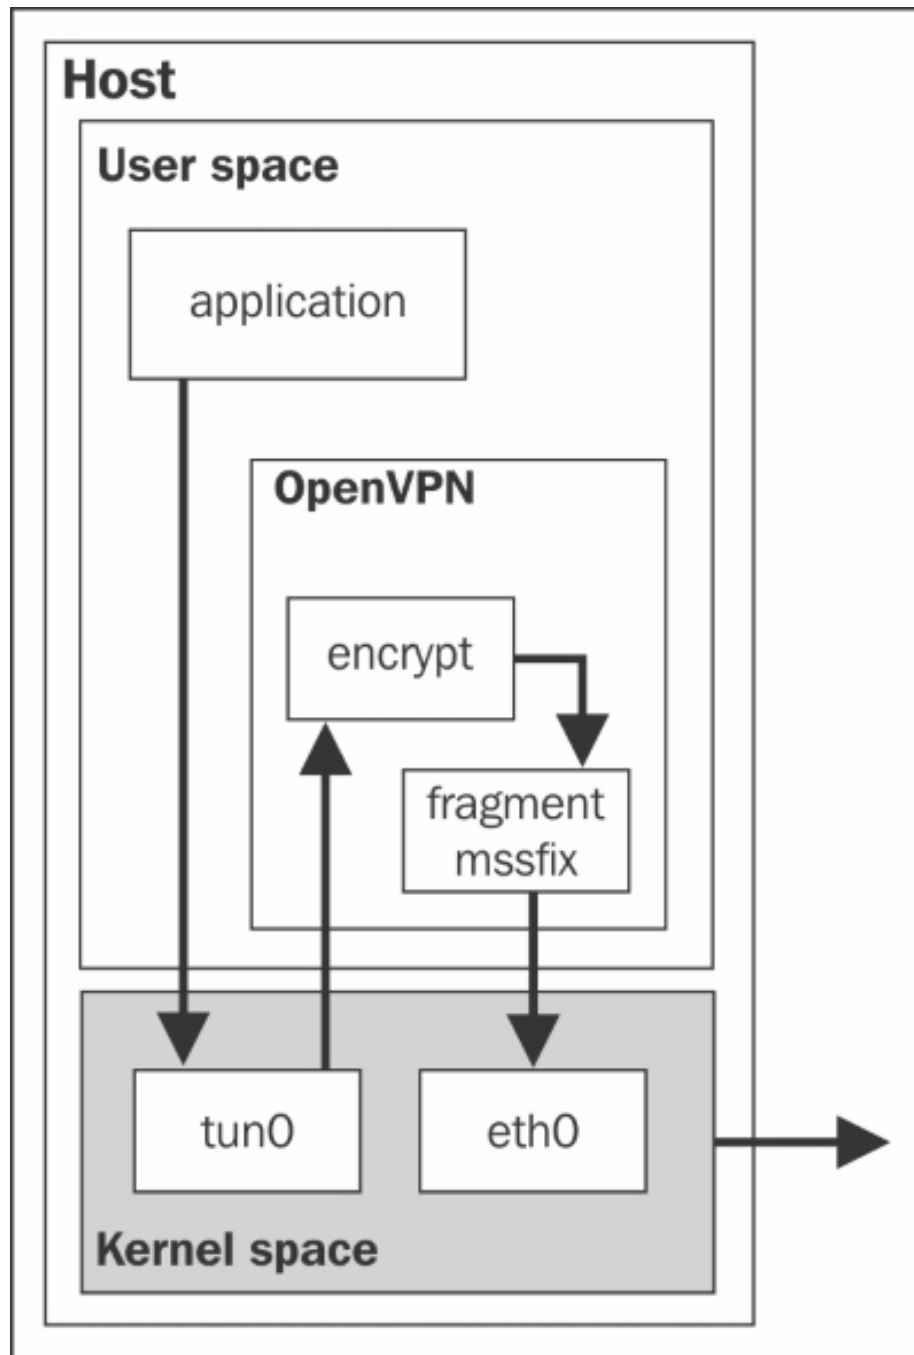 Host
User space
application
OpenVPN
encrypt
fragment
mssfix
tun0
eth0
Kernel space